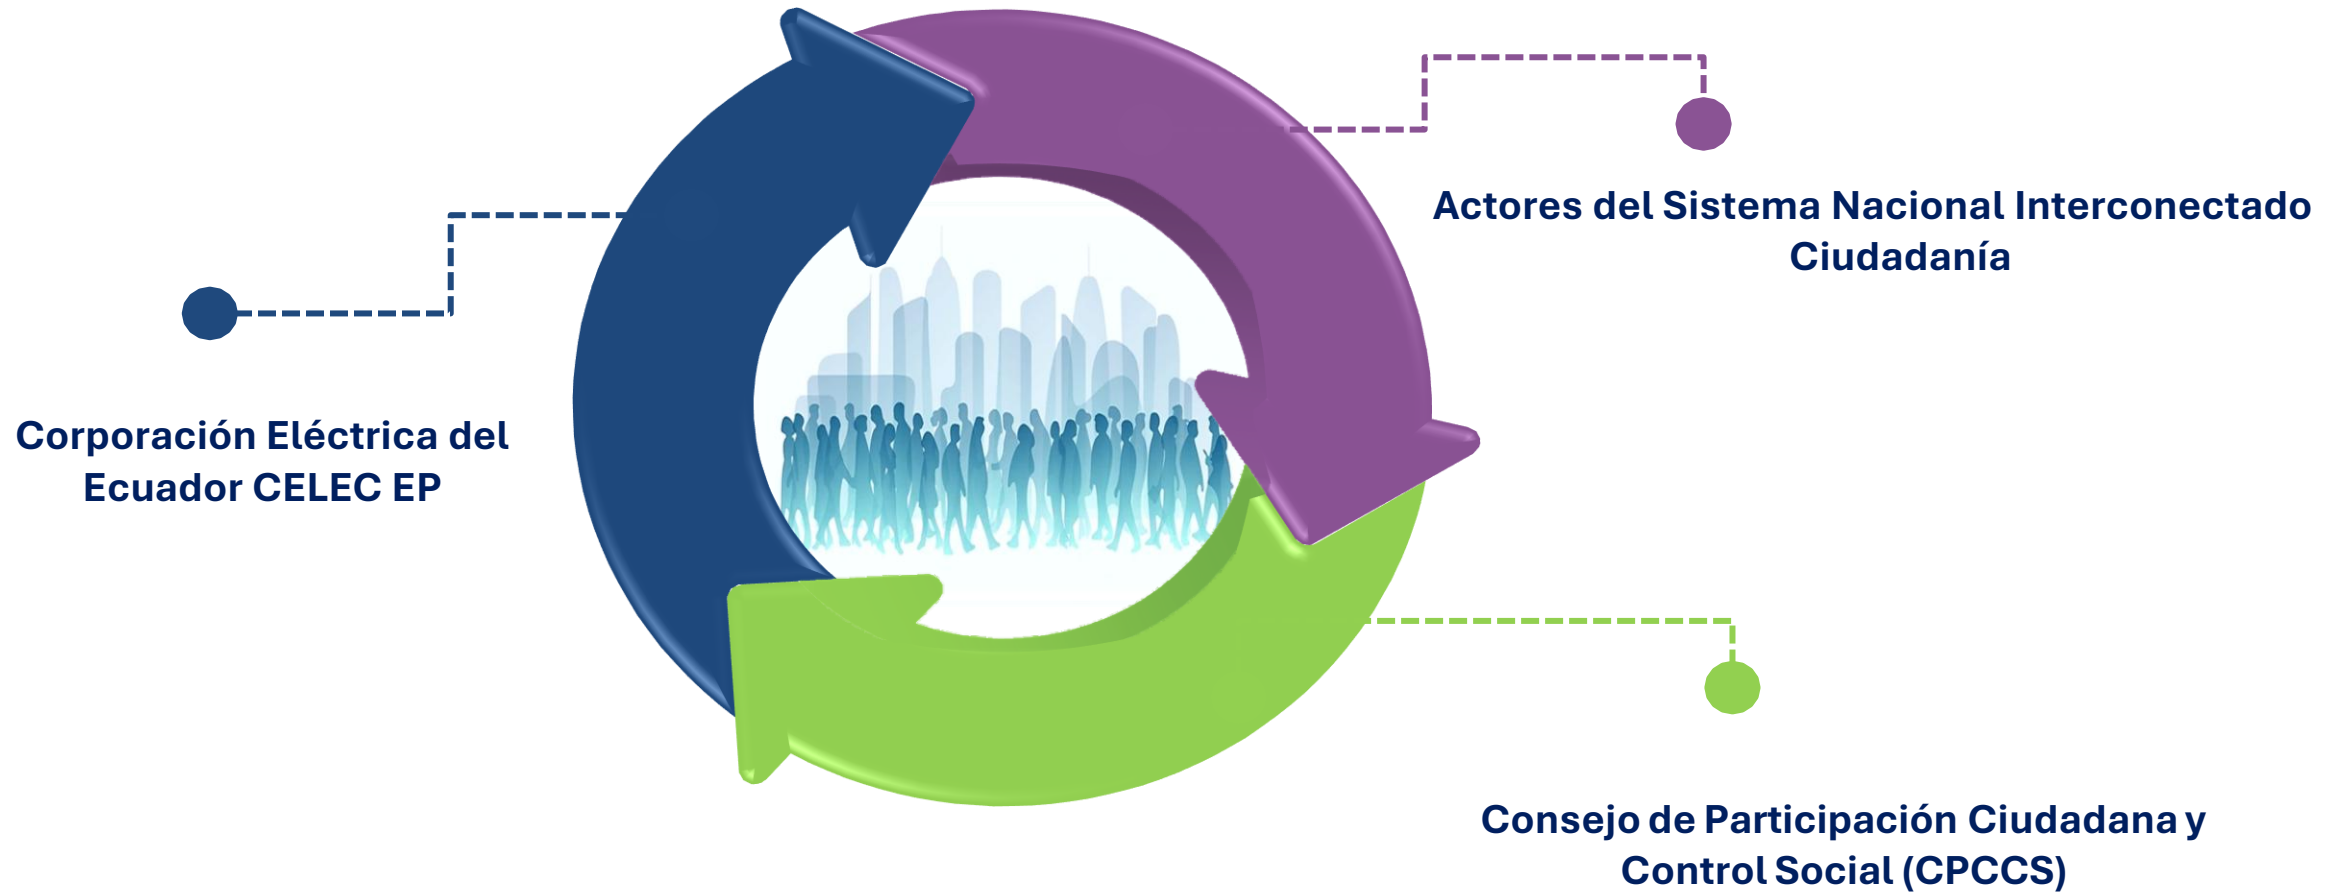 Actores del Sistema Nacional Interconectado
Ciudadanía
Corporación Eléctrica del
Ecuador CELEC EP
Consejo de Participación Ciudadana y
Control Social (CPCCS)